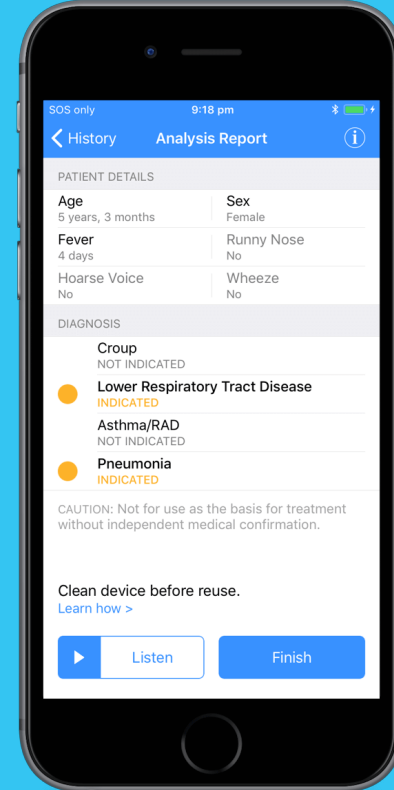 SOS only 9:18 pm
History Analysis Report
PATIENT DETAILS
Age Sex
5 years, 3 months Female
Fever Runny Nose
4 days No
Hoarse Voice Wheeze
No No
DIAGNOSIS
Croup
NOT INDICATED
Lower Respiratory Tract Disease
INDICATED
Asthma/RAD
NOT INDICATED
Pneumonia
INDICATED
CAUTION: Not for use as the basis for treatment
without independent medical confirmation.
Clean device before reuse.
Learn how >
Listen Finish